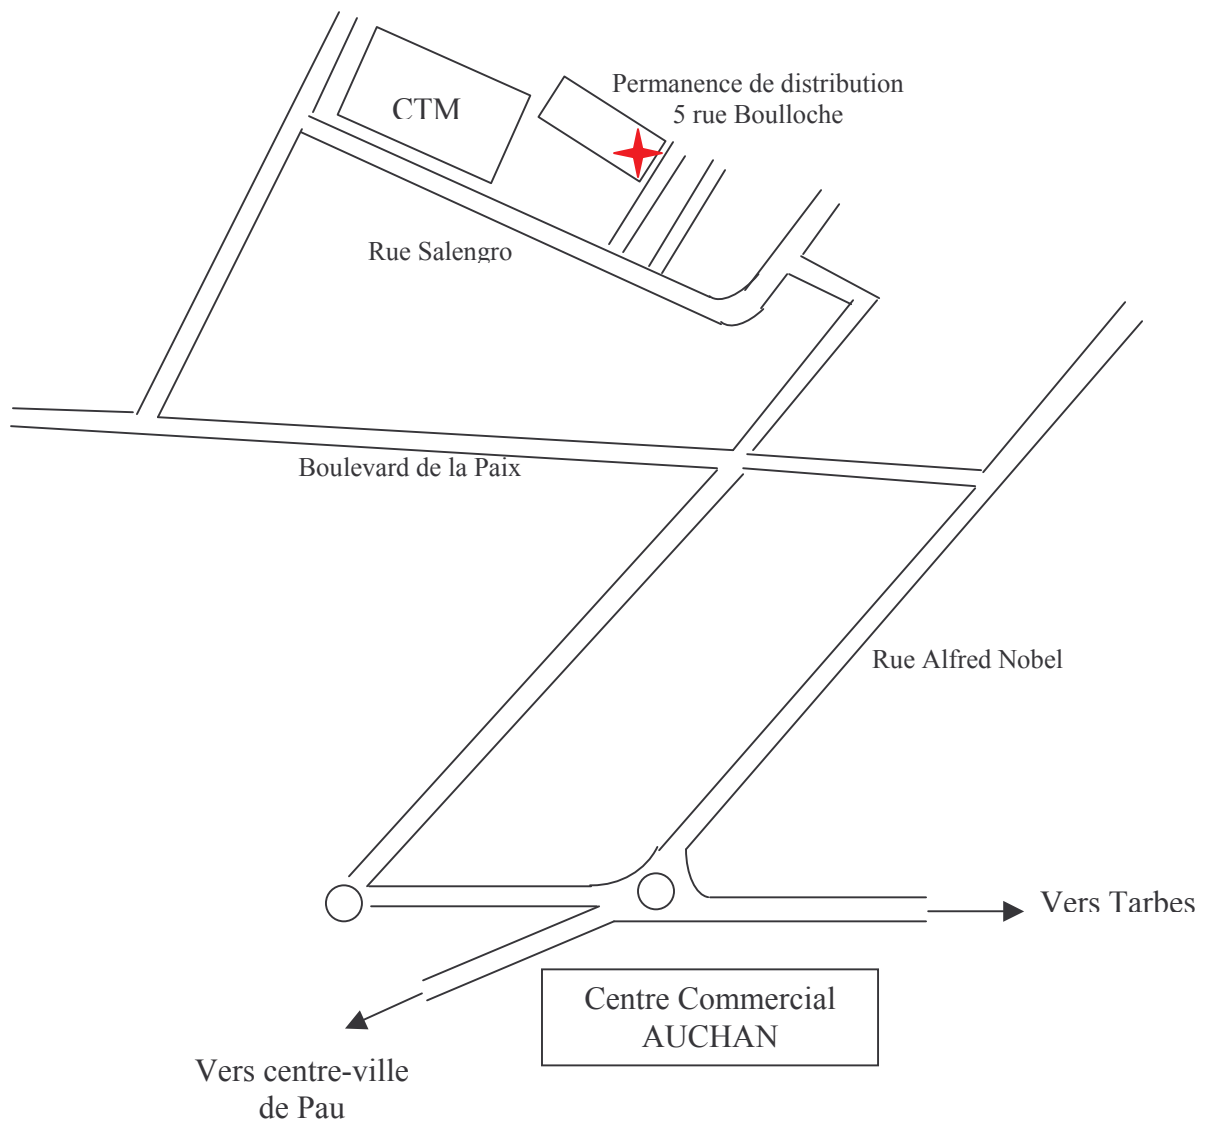 Permanence de distribution
5 rue Boulloche
CTM
Rue Salengro
Boulevard de la Paix
Rue Alfred Nobel
Vers Tarbes
Centre Commercial
AUCHAN
Vers centre-ville
de Pau